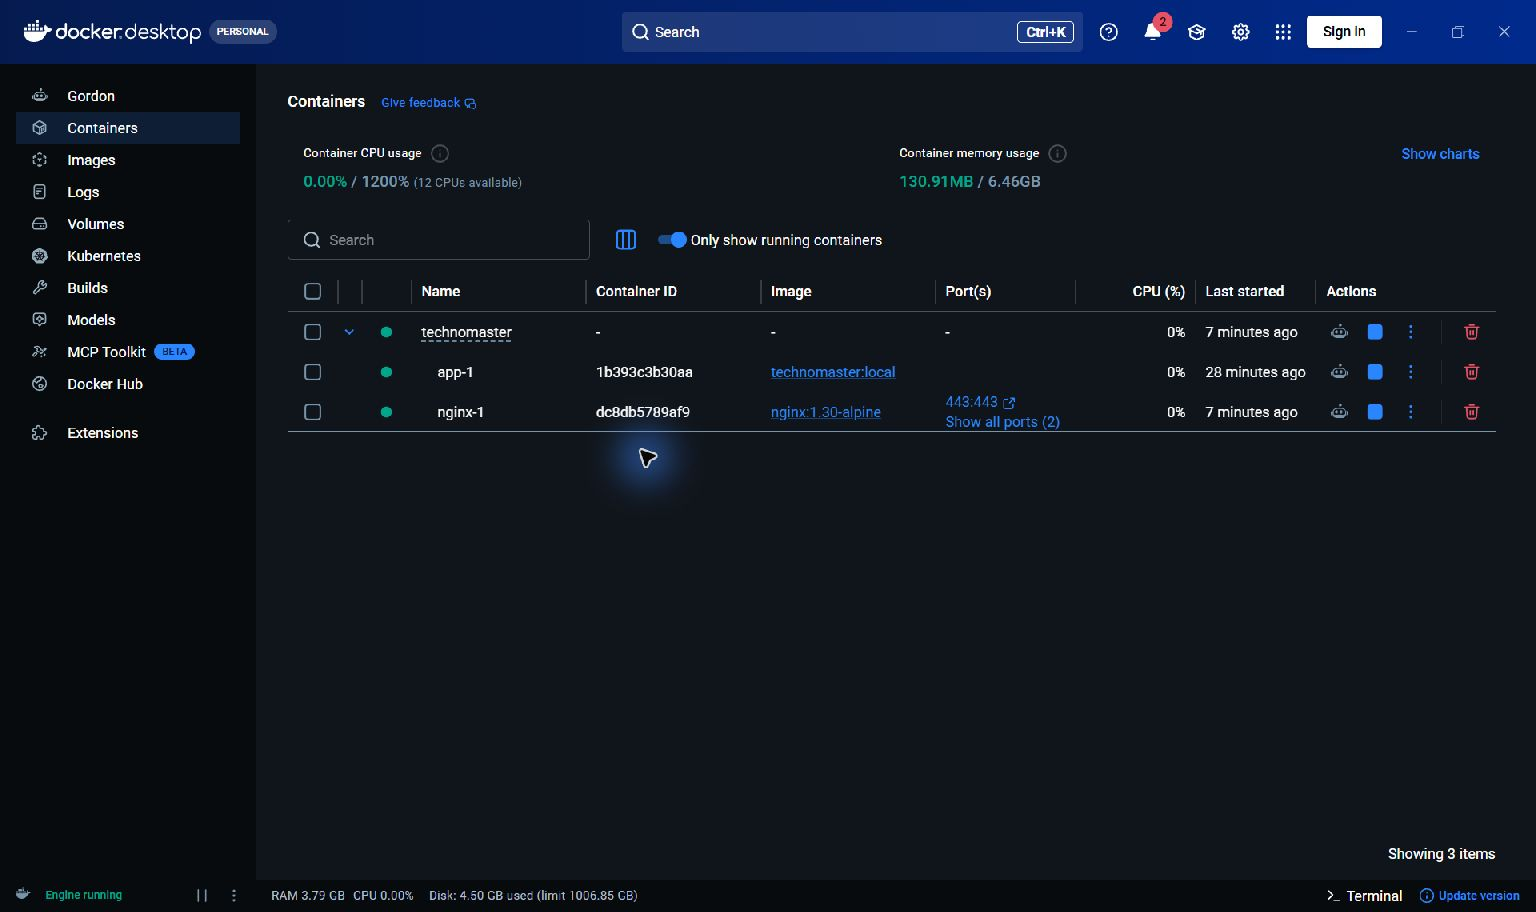 docker.desktop PERSONAL
Search Ctrl+K
2
Sign in
Gordon
Containers
Images
Logs
Volumes
Kubernetes
Builds
Models
MCP Toolkit BETA
Docker Hub
Extensions
Containers Give feedback
Container CPU usage
0.00% / 1200% (12 CPUs available)
Container memory usage
130.91MB / 6.46GB
Show charts
Search
Only show running containers
Name Container ID Image Port(s) CPU (%) Last started Actions
technomaster - - - 0% 7 minutes ago
app-1 1b393c3b30aa technomaster:local 0% 28 minutes ago
nginx-1 dc8db5789af9 nginx:1.30-alpine 443:443 0% 7 minutes ago
Show all ports (2)
Showing 3 items
Engine running
RAM 3.79 GB CPU 0.00% Disk: 4.50 GB used (limit 1006.85 GB)
>_ Terminal
Update version